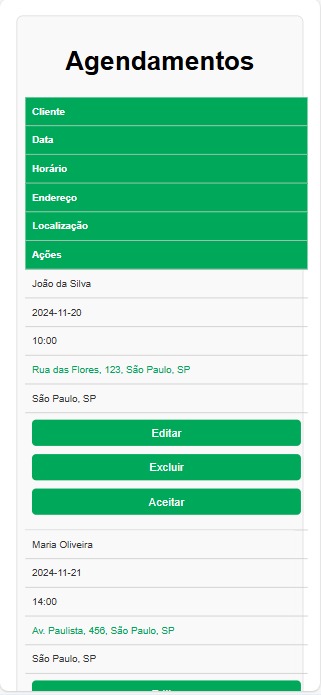 Agendamentos
Cliente
Data
Horário
Endereço
Localização
Ações
João da Silva
2024-11-20
10:00
Rua das Flores, 123, São Paulo, SP
São Paulo, SP
Editar
Excluir
Aceitar
Maria Oliveira
2024-11-21
14:00
Av. Paulista, 456, São Paulo, SP
São Paulo, SP